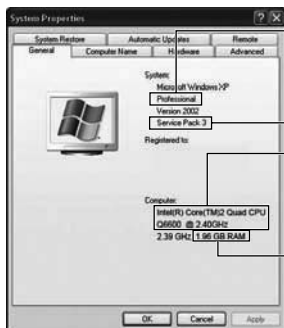 System Properties
System Restore Automatic Updates Remote
General Computer Name Hardware Advanced
System:
Microsoft Windows XP
Professional
Version 2002
Service Pack 3
Registered to:
Computer:
Intel(R) Core(TM)2 Quad CPU
Q6600 @ 2.40GHz
2.39 GHz, 1.96 GB RAM
OK Cancel Apply